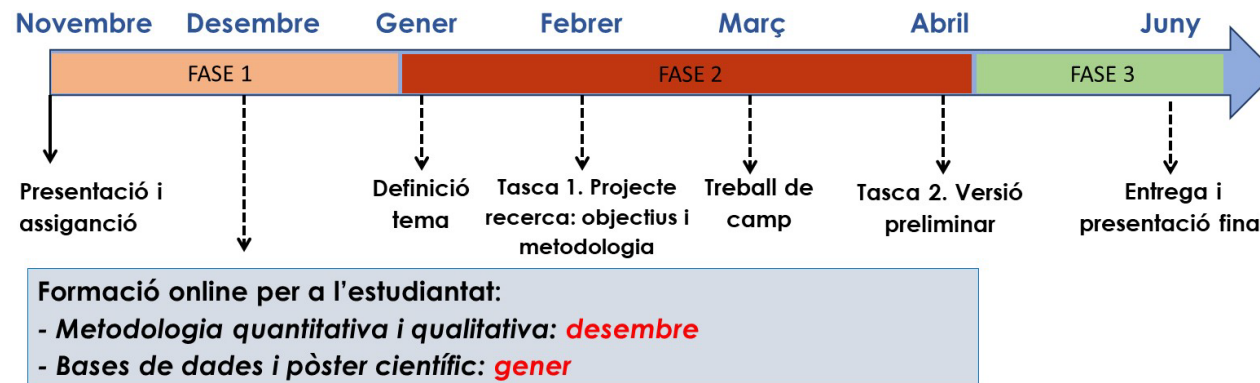 Novembre Desembre Gener Febrer Març Abril Juny
FASE 1 FASE 2 FASE 3
Presentació i
assigançió
Definició
tema
Tasca 1. Projecte
recerca: objectius i
metodologia
Treball de
camp
Tasca 2. Versió
preliminar
Entrega i
presentació fina
Formació online per a l’estudiantat:
- Metodologia quantitativa i qualitativa: desembre
- Bases de dades i pòster científic: gener